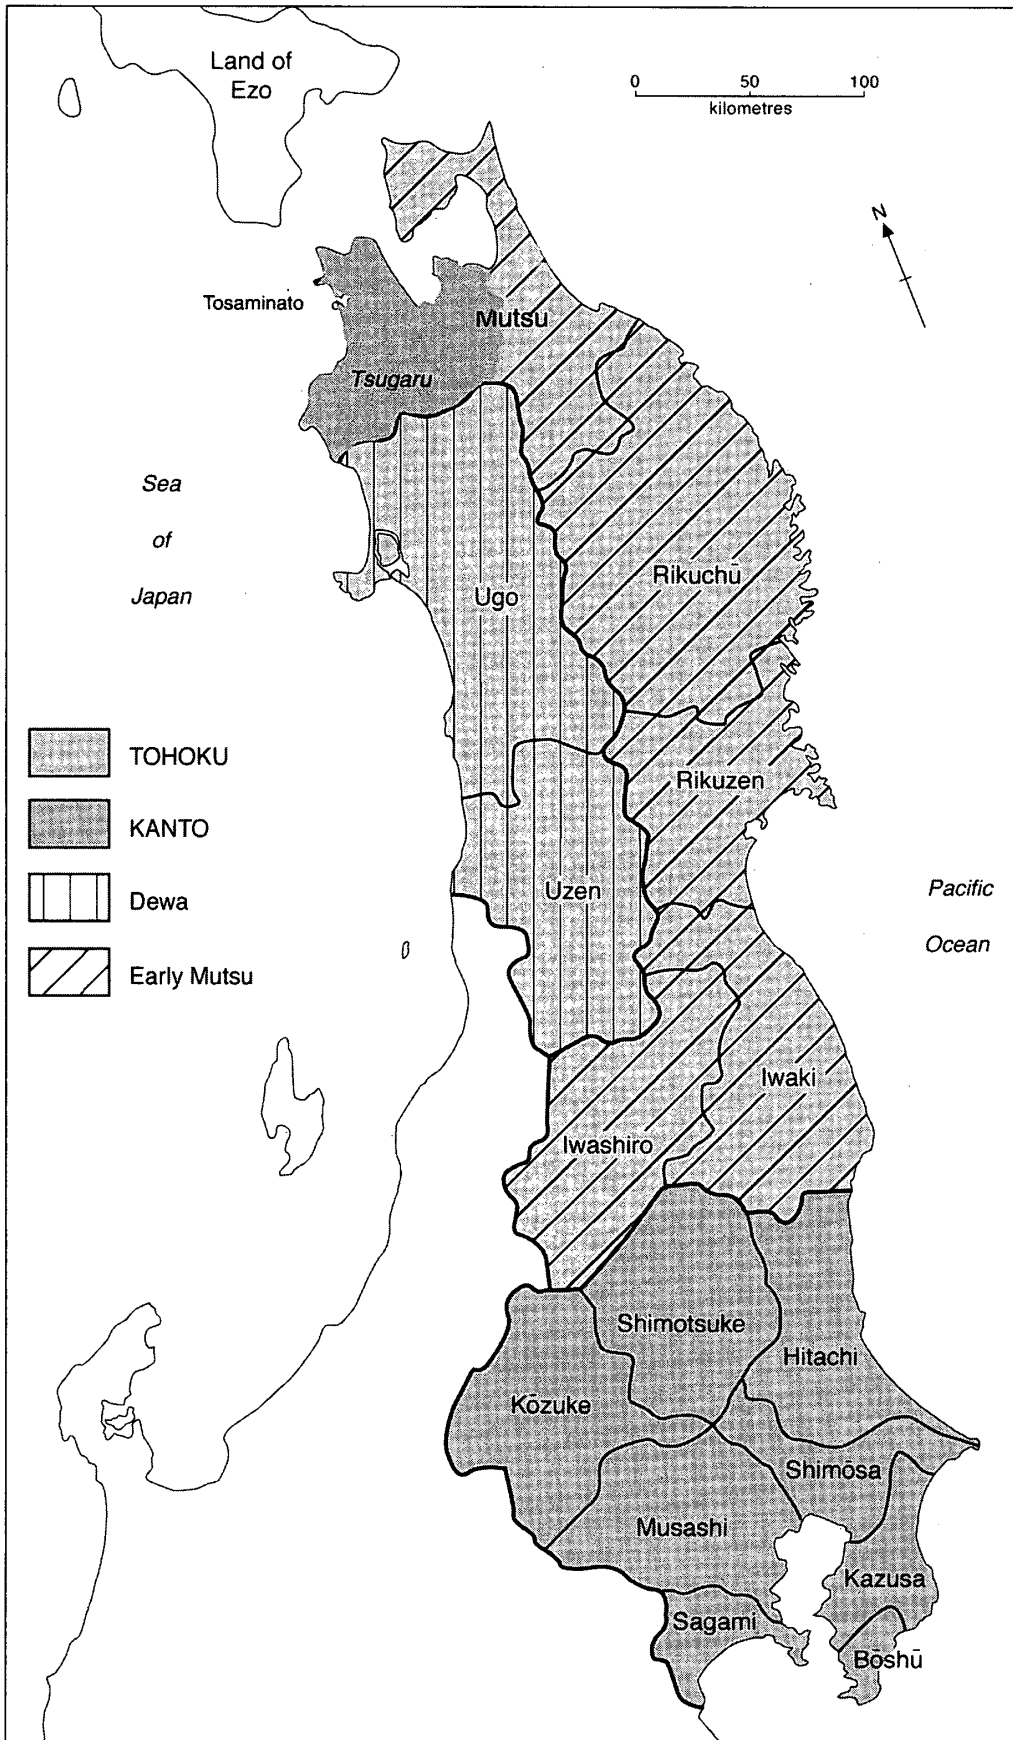 Land of
Ezo
0 50 100
kilometres
N
Tosaminato
Mutsu
Tsugaru
Sea
of
Japan
Rikuchū
Ugo
TOHOKU
KANTO
Dewa
Early Mutsu
Rikuzen
Uzen
Pacific
Ocean
Iwaki
Iwashiro
Shimotsuke
Hitachi
Kōzuke
Shimōsa
Musashi
Kazusa
Sagami
Bōshū